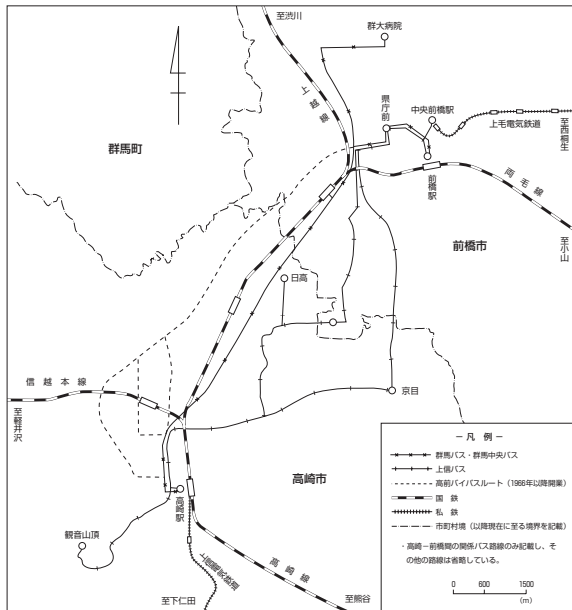 至渋川
群大病院
上越線
県庁前
中央前橋駅
上毛電気鉄道
至西桐生
群馬町
前橋駅
両毛線
前橋市
至小山
日高
信越本線
至軽井沢
京目
高崎市
高崎駅
観音山頂
上信電気鉄道
高崎線
至下仁田
至熊谷
－凡 例－
群馬バス・群馬中央バス
上信バス
高前バイパスルート（1966年以降開業）
国 鉄
私 鉄
市町村境（以降現在に至る境界を記載）
・高崎－前橋間の関係バス路線のみ記載し、そ
の他の路線は省略している。
0 600 1500
(m)